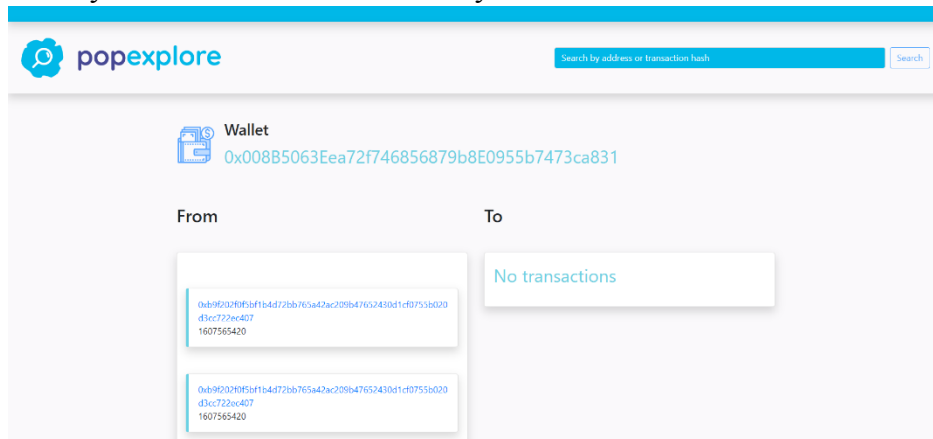 popexplore
Search by address or transaction hash
Search
Wallet
0x008B5063Eea72f746856879b8E0955b7473ca831
From
To
No transactions
0xb9f202f0f5bf1b4d72bb765a42ac209b47652430d1cf0755b020
d3cc722ec407
1607565420
0xb9f202f0f5bf1b4d72bb765a42ac209b47652430d1cf0755b020
d3cc722ec407
1607565420